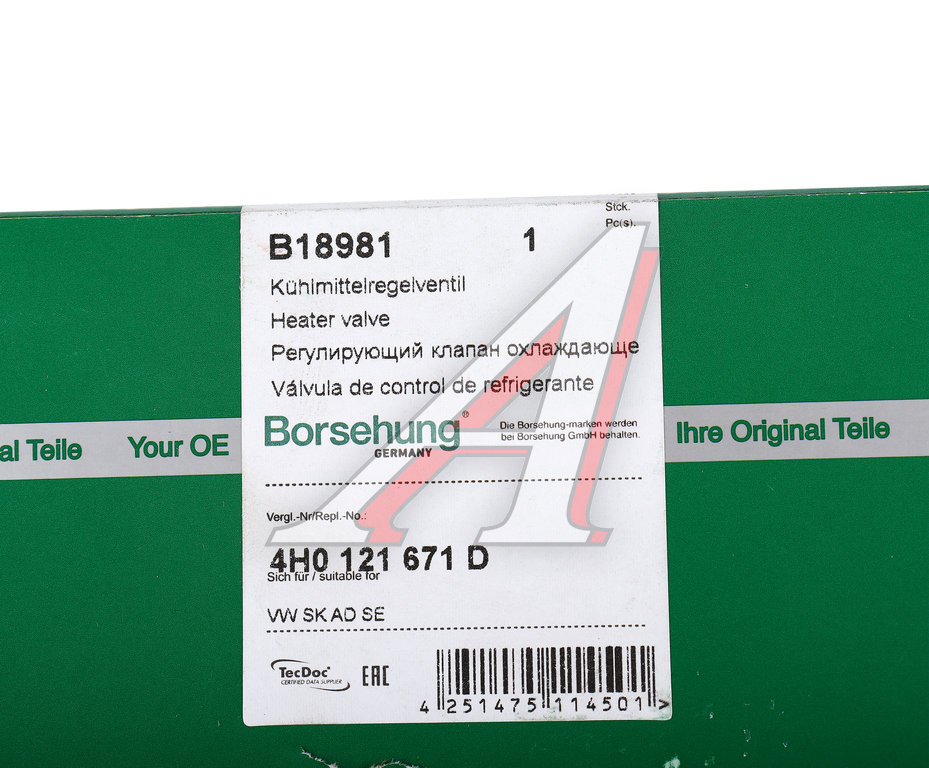 B18981 1 Stck.
Pc(s).
Kühlmittelregelventil
Heater valve
Регулирующий клапан охлаждающе
Válvula de control de refrigerante
al Teile Your OE
Borsehung®
GERMANY
Die Borsehung-marken werden
bei Borsehung GmbH behalten.
Ihre Original Teile
Vergl.-Nr/Repl.-No.:
4H0 121 671 D
Sich für / suitable for
VW SK AD SE
TecDoc®
CERTIFIED DATA SUPPLIER
EAC
4 251475 114501 >